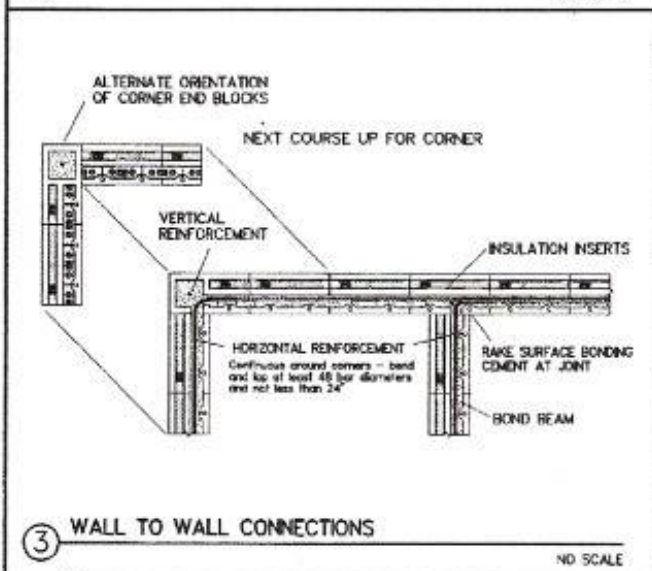 ALTERNATE ORIENTATION
OF CORNER END BLOCKS
NEXT COURSE UP FOR CORNER
VERTICAL
REINFORCEMENT
INSULATION INSERTS
HORIZONTAL REINFORCEMENT
Continuous around corners - bend
and lap at least 48 bar diameters
and not less than 24"
RAKE SURFACE BONDING
CEMENT AT JOINT
BOND BEAM
3 WALL TO WALL CONNECTIONS
NO SCALE